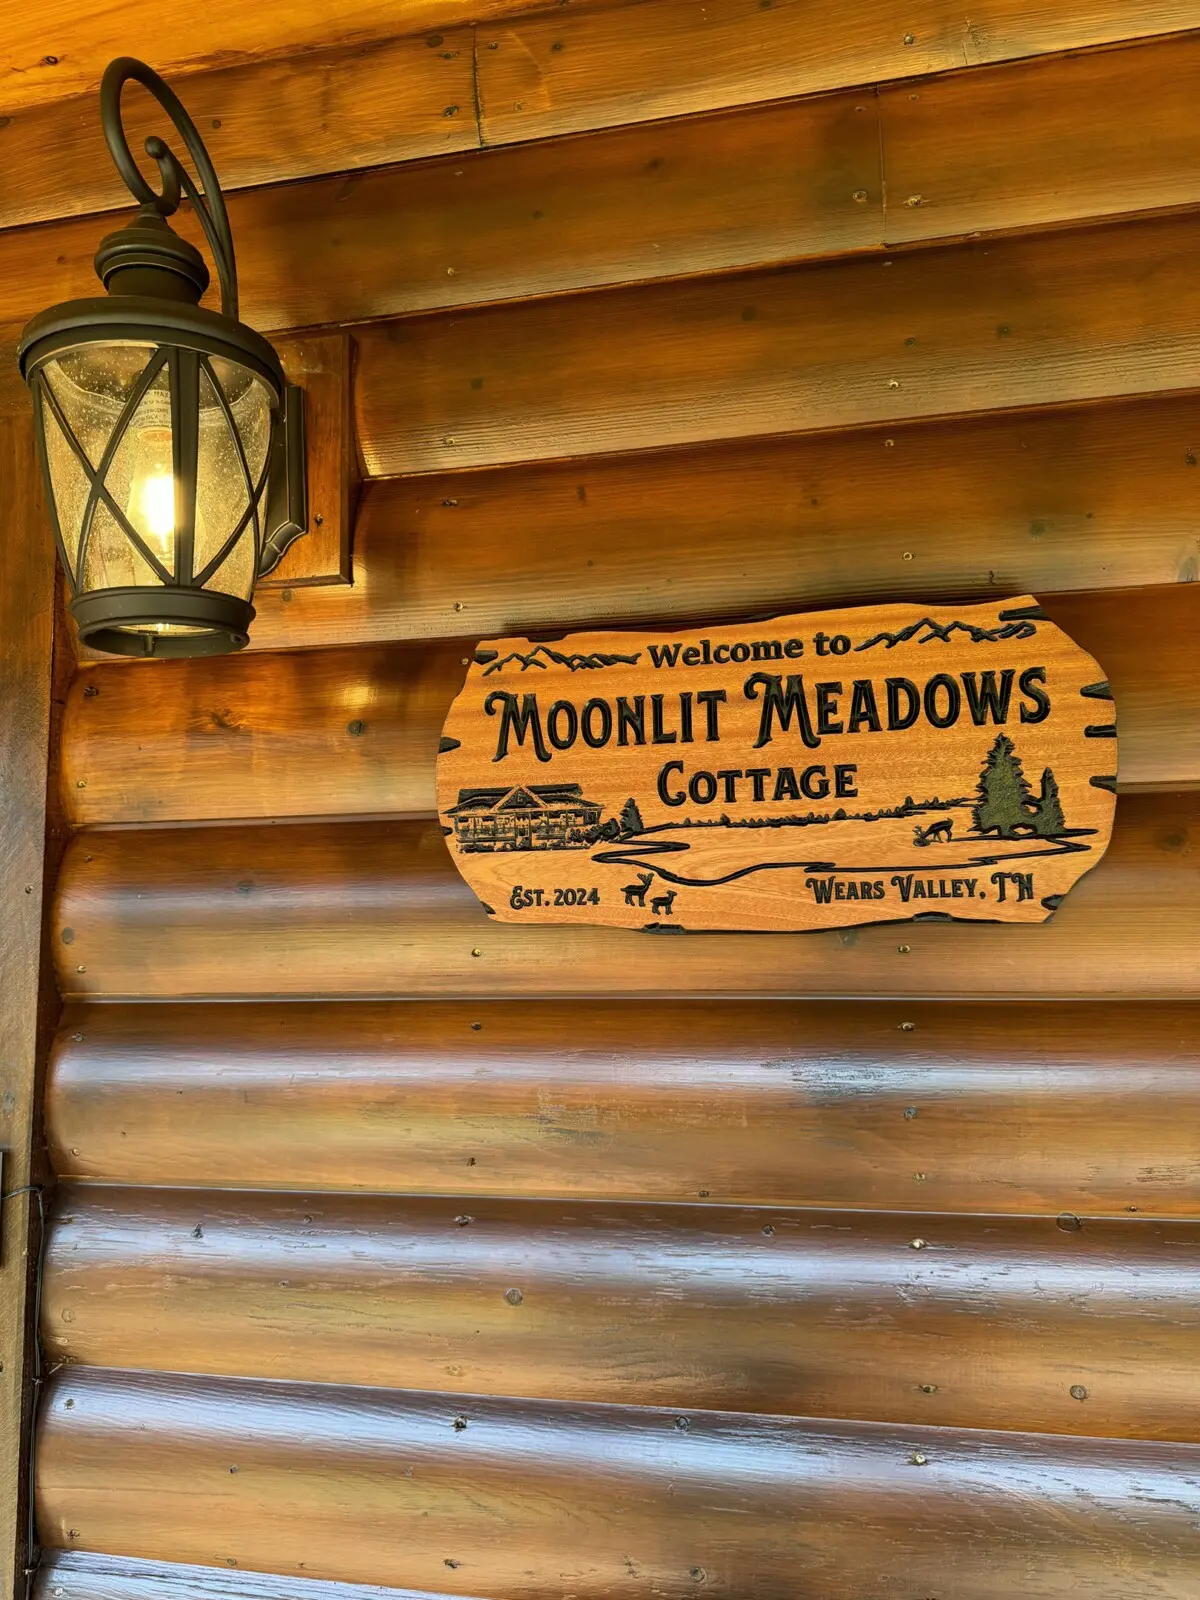 Welcome to
MOONLIT MEADOWS
COTTAGE
EST. 2024
WEARS VALLEY, TN